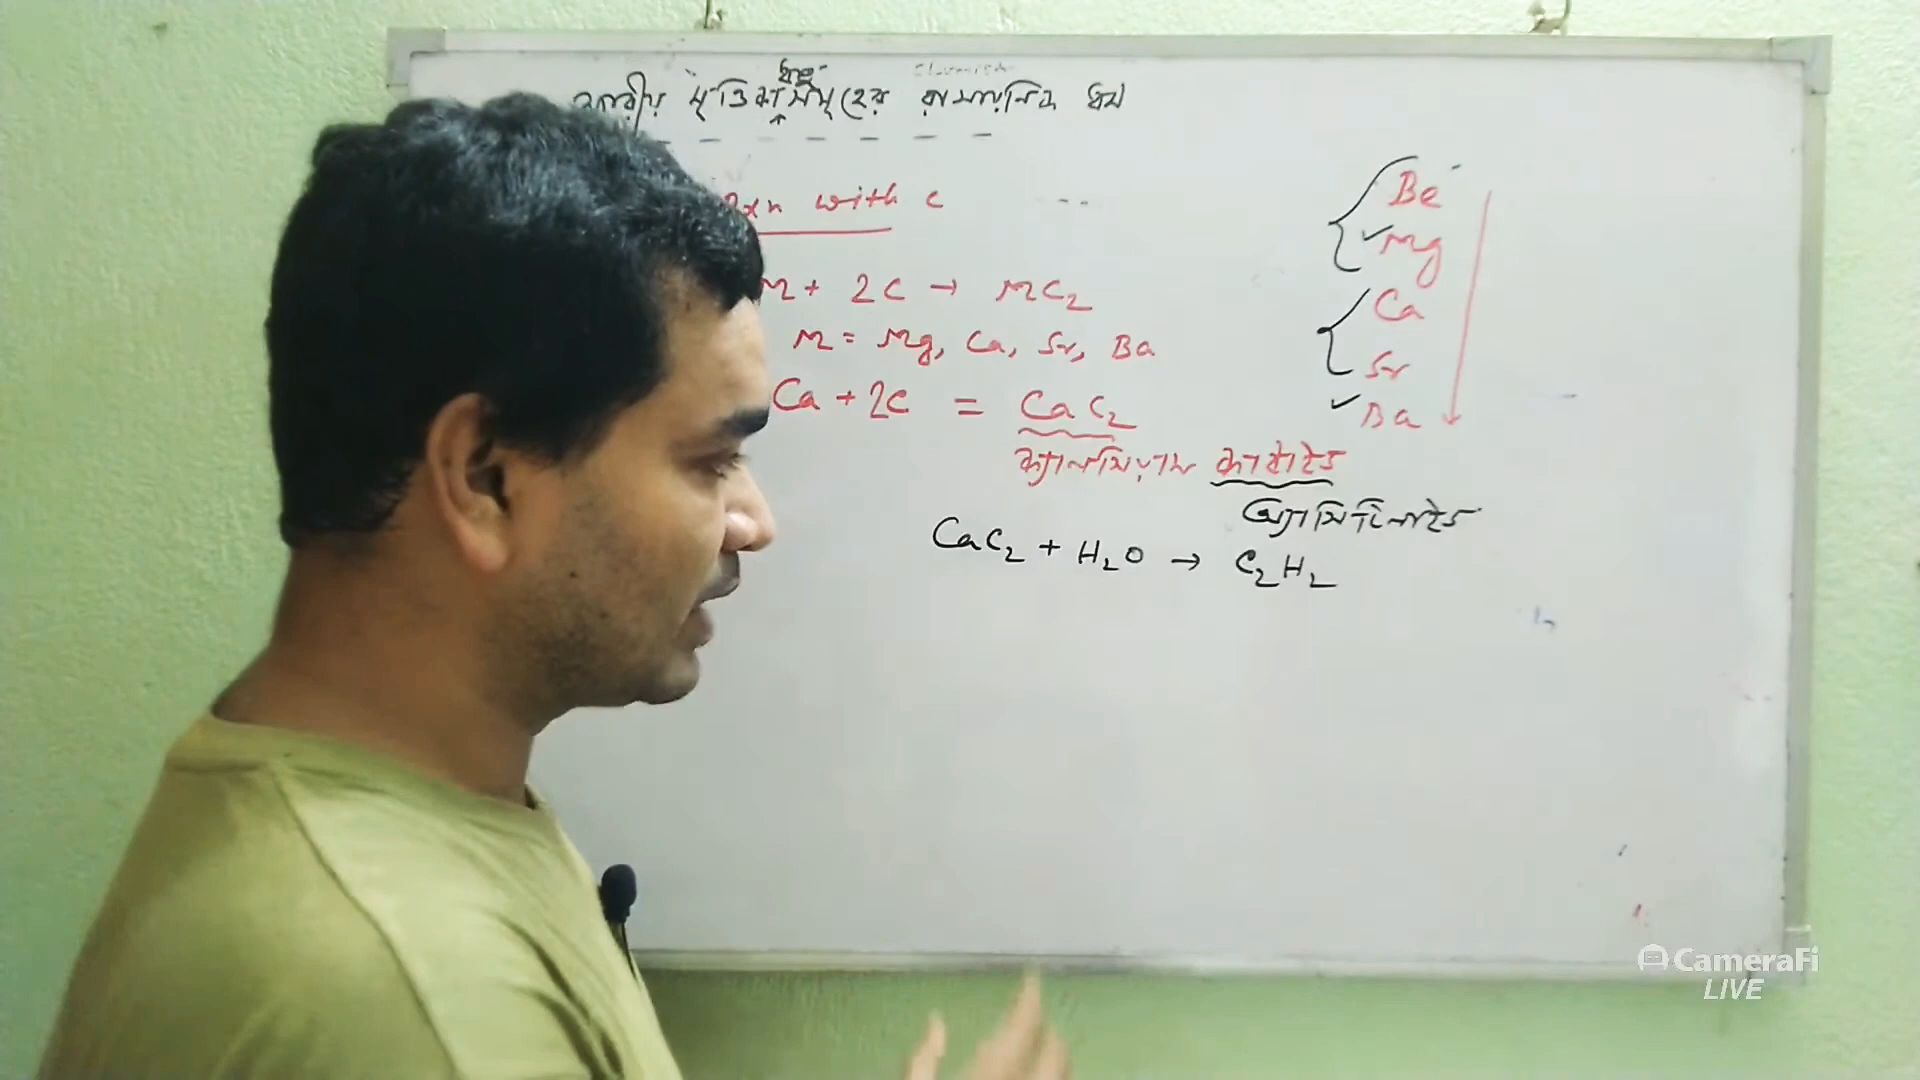 ধাতু
মৃত্তিকা সমূহের রাসায়নিক ধর্ম
Rxn with C
M + 2C → MC₂
M = Mg, Ca, Sr, Ba
Ca + 2C = CaC₂
ক্যালসিয়াম কার্বাইড
অ্যাসিটিলাইড
CaC₂ + H₂O → C₂H₂
Be
Mg
Ca
Sr
Ba
CameraFi
LIVE